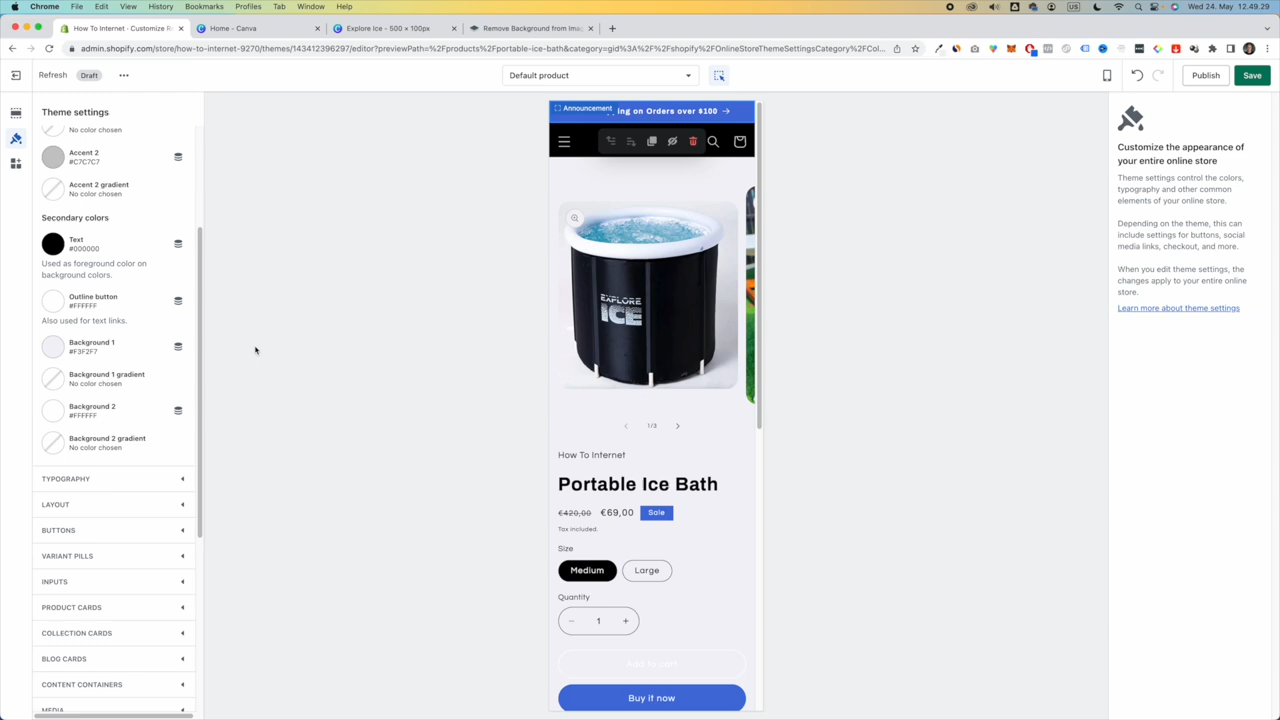 Chrome File Edit View History Bookmarks Profiles Tab Window Help
US
Wed 24. May 12.49.29
How To Internet · Customize R
Home - Canva
Explore Ice - 500 × 100px
Remove Background from Imag
admin.shopify.com/store/how-to-internet-9270/themes/143412396297/editor?previewPath=%2Fproducts%2Fportable-ice-bath&category=gid%3A%2F%2Fshopify%2FOnlineStoreThemeSettingsCategory%2FCol...
Refresh
Draft
Default product
Publish
Save
Theme settings
No color chosen
Accent 2
#C7C7C7
Accent 2 gradient
No color chosen
Secondary colors
Text
#000000
Used as foreground color on
background colors.
Outline button
#FFFFFF
Also used for text links.
Background 1
#F3F2F7
Background 1 gradient
No color chosen
Background 2
#FFFFFF
Background 2 gradient
No color chosen
TYPOGRAPHY
LAYOUT
BUTTONS
VARIANT PILLS
INPUTS
PRODUCT CARDS
COLLECTION CARDS
BLOG CARDS
CONTENT CONTAINERS
MEDIA
Announcement
ing on Orders over $100 →
EXPLORE
ICE
1/3
How To Internet
Portable Ice Bath
€420,00 €69,00 Sale
Tax included.
Size
Medium
Large
Quantity
− 1 +
Add to cart
Buy it now
Customize the appearance of
your entire online store
Theme settings control the colors,
typography and other common
elements of your online store.
Depending on the theme, this can
include settings for buttons, social
media links, checkout, and more.
When you edit theme settings, the
changes apply to your entire online
store.
Learn more about theme settings